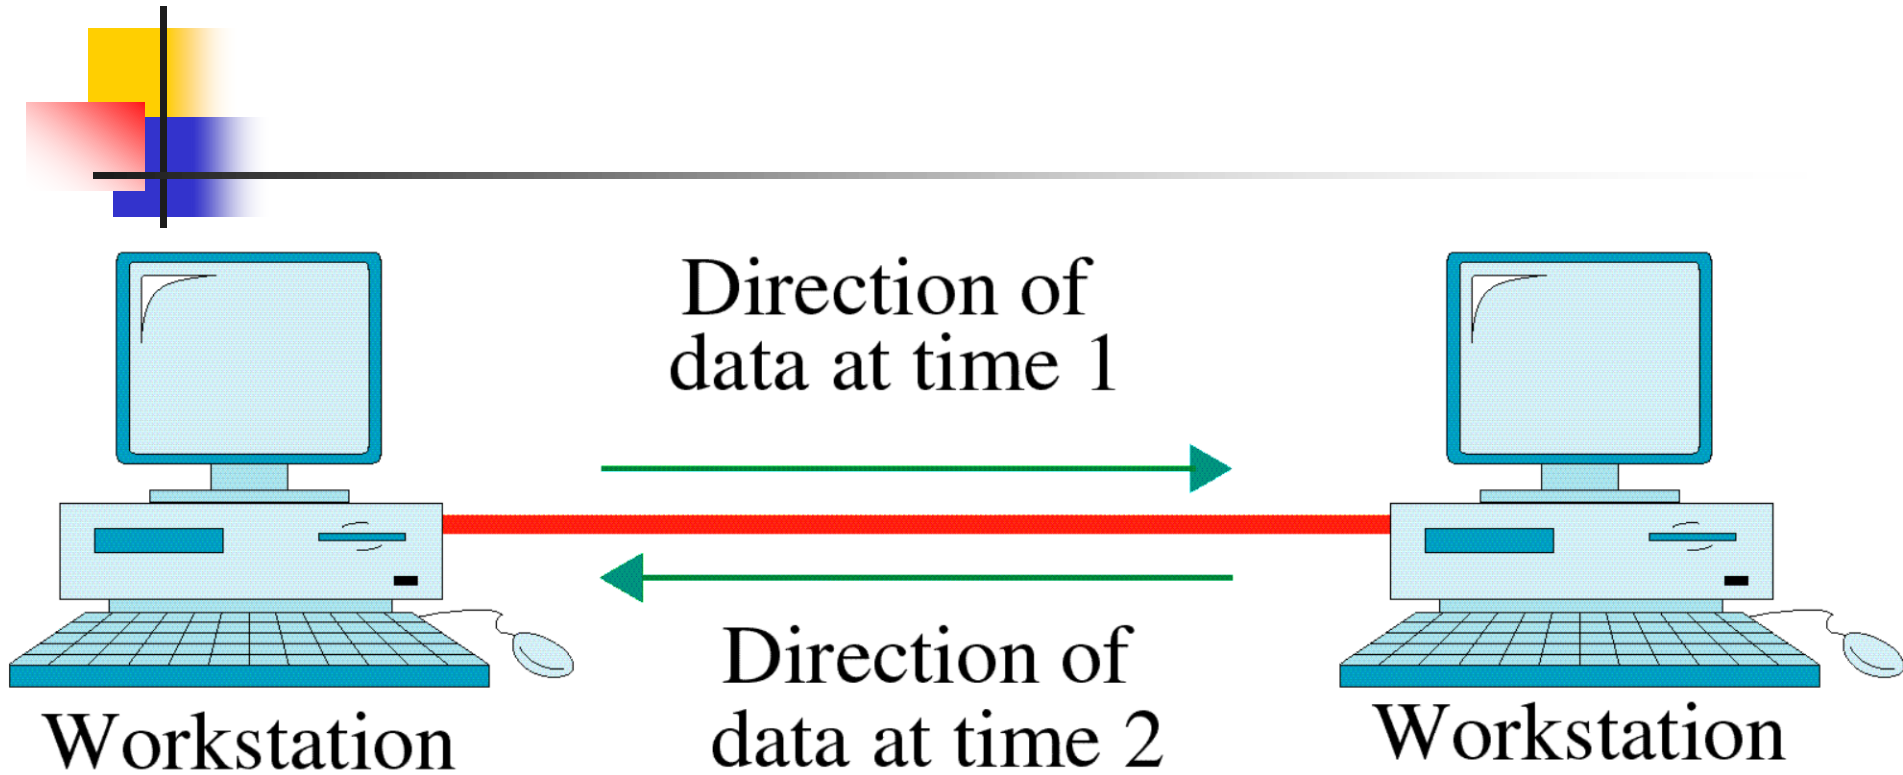 Direction of
data at time 1
Direction of
data at time 2
Workstation
Workstation